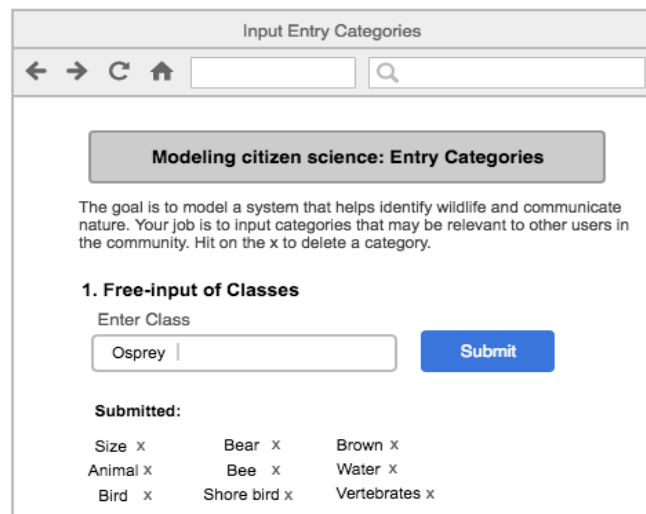 Input Entry Categories
Modeling citizen science: Entry Categories
The goal is to model a system that helps identify wildlife and communicate
nature. Your job is to input categories that may be relevant to other users in
the community. Hit on the x to delete a category.
1. Free-input of Classes
Enter Class
Osprey
Submit
Submitted:
Size x Bear x Brown x
Animal x Bee x Water x
Bird x Shore bird x Vertebrates x